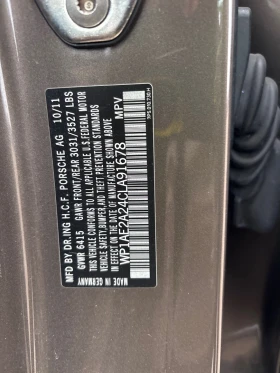 MFD BY DR.ING H.C.F. PORSCHE AG 10/11
GVWR 6415 GAWR FRONT/REAR 3031/3527 LBS
THIS VEHICLE CONFORMS TO ALL APPLICABLE U.S.FEDERAL MOTOR
VEHICLE SAFETY,BUMPER,AND THEFT PREVENTION STANDARDS
IN EFFECT ON THE DATE OF MANUFACTURE SHOWN ABOVE
WP1AE2A24CLA91678 MPV
MADE IN GERMANY